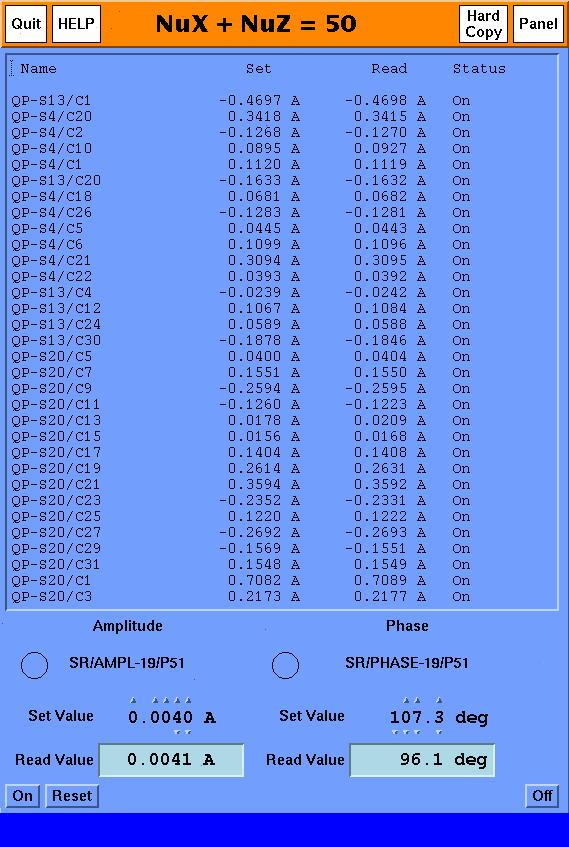 Quit HELP NuX + NuZ = 50 Hard Copy Panel
Name Set Read Status
QP-S13/C1 -0.4697 A -0.4698 A On
QP-S4/C20 0.3418 A 0.3415 A On
QP-S4/C2 -0.1268 A -0.1270 A On
QP-S4/C10 0.0895 A 0.0927 A On
QP-S4/C1 0.1120 A 0.1119 A On
QP-S13/C20 -0.1633 A -0.1632 A On
QP-S4/C18 0.0681 A 0.0682 A On
QP-S4/C26 -0.1283 A -0.1281 A On
QP-S4/C5 0.0445 A 0.0443 A On
QP-S4/C6 0.1099 A 0.1096 A On
QP-S4/C21 0.3094 A 0.3095 A On
QP-S4/C22 0.0393 A 0.0392 A On
QP-S13/C4 -0.0239 A -0.0242 A On
QP-S13/C12 0.1067 A 0.1084 A On
QP-S13/C24 0.0589 A 0.0588 A On
QP-S13/C30 -0.1878 A -0.1846 A On
QP-S20/C5 0.0400 A 0.0404 A On
QP-S20/C7 0.1551 A 0.1550 A On
QP-S20/C9 -0.2594 A -0.2595 A On
QP-S20/C11 -0.1260 A -0.1223 A On
QP-S20/C13 0.0178 A 0.0209 A On
QP-S20/C15 0.0156 A 0.0168 A On
QP-S20/C17 0.1404 A 0.1408 A On
QP-S20/C19 0.2614 A 0.2631 A On
QP-S20/C21 0.3594 A 0.3592 A On
QP-S20/C23 -0.2352 A -0.2331 A On
QP-S20/C25 0.1220 A 0.1222 A On
QP-S20/C27 -0.2692 A -0.2693 A On
QP-S20/C29 -0.1569 A -0.1551 A On
QP-S20/C31 0.1548 A 0.1549 A On
QP-S20/C1 0.7082 A 0.7089 A On
QP-S20/C3 0.2173 A 0.2177 A On
Amplitude Phase
SR/AMPL-19/P51 SR/PHASE-19/P51
Set Value 0.0040 A Set Value 107.3 deg
Read Value 0.0041 A Read Value 96.1 deg
On Reset Off